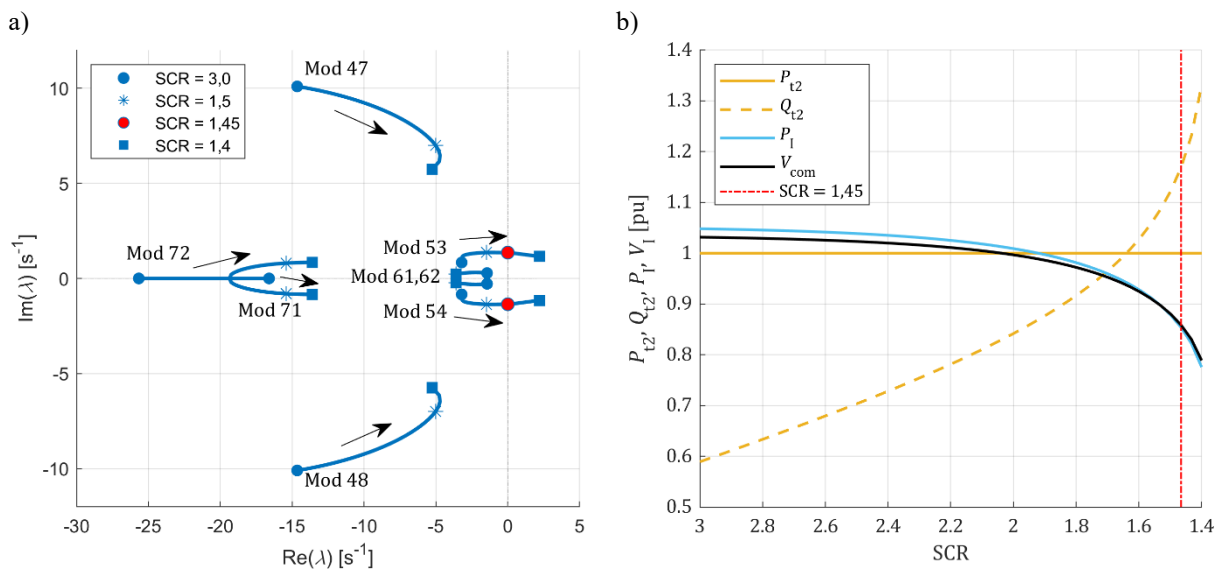 a)
SCR = 3,0
SCR = 1,5
SCR = 1,45
SCR = 1,4
Mod 47
Mod 72
Mod 71
Mod 53
Mod 61,62
Mod 54
Mod 48
10
5
0
-5
-10
Im(λ) [s⁻¹]
-30 -25 -20 -15 -10 -5 0 5
Re(λ) [s⁻¹]
b)
P_t2
Q_t2
P_I
V_com
SCR = 1,45
1.4
1.3
1.2
1.1
1
0.9
0.8
0.7
0.6
0.5
P_t2, Q_t2, P_I, V_I [pu]
3 2.8 2.6 2.4 2.2 2 1.8 1.6 1.4
SCR